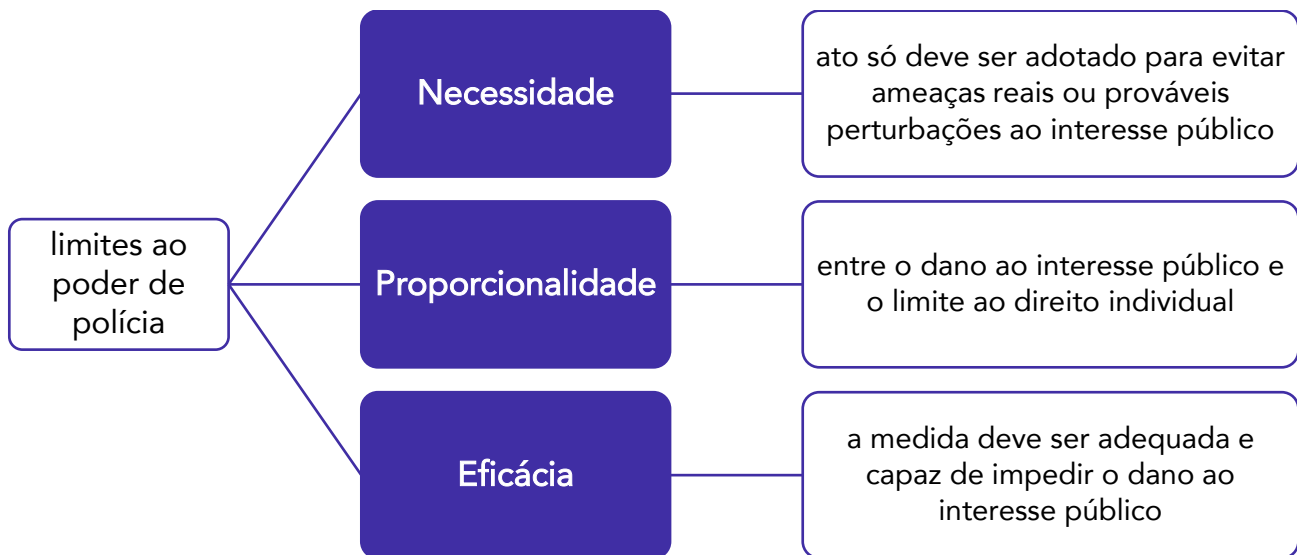 limites ao
poder de
polícia
Necessidade
ato só deve ser adotado para evitar
ameaças reais ou prováveis
perturbações ao interesse público
Proporcionalidade
entre o dano ao interesse público e
o limite ao direito individual
Eficácia
a medida deve ser adequada e
capaz de impedir o dano ao
interesse público